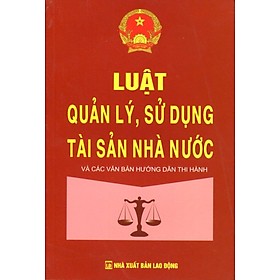 LUẬT
QUẢN LÝ, SỬ DỤNG
TÀI SẢN NHÀ NƯỚC
VÀ CÁC VĂN BẢN HƯỚNG DẪN THI HÀNH
NHÀ XUẤT BẢN LAO ĐỘNG